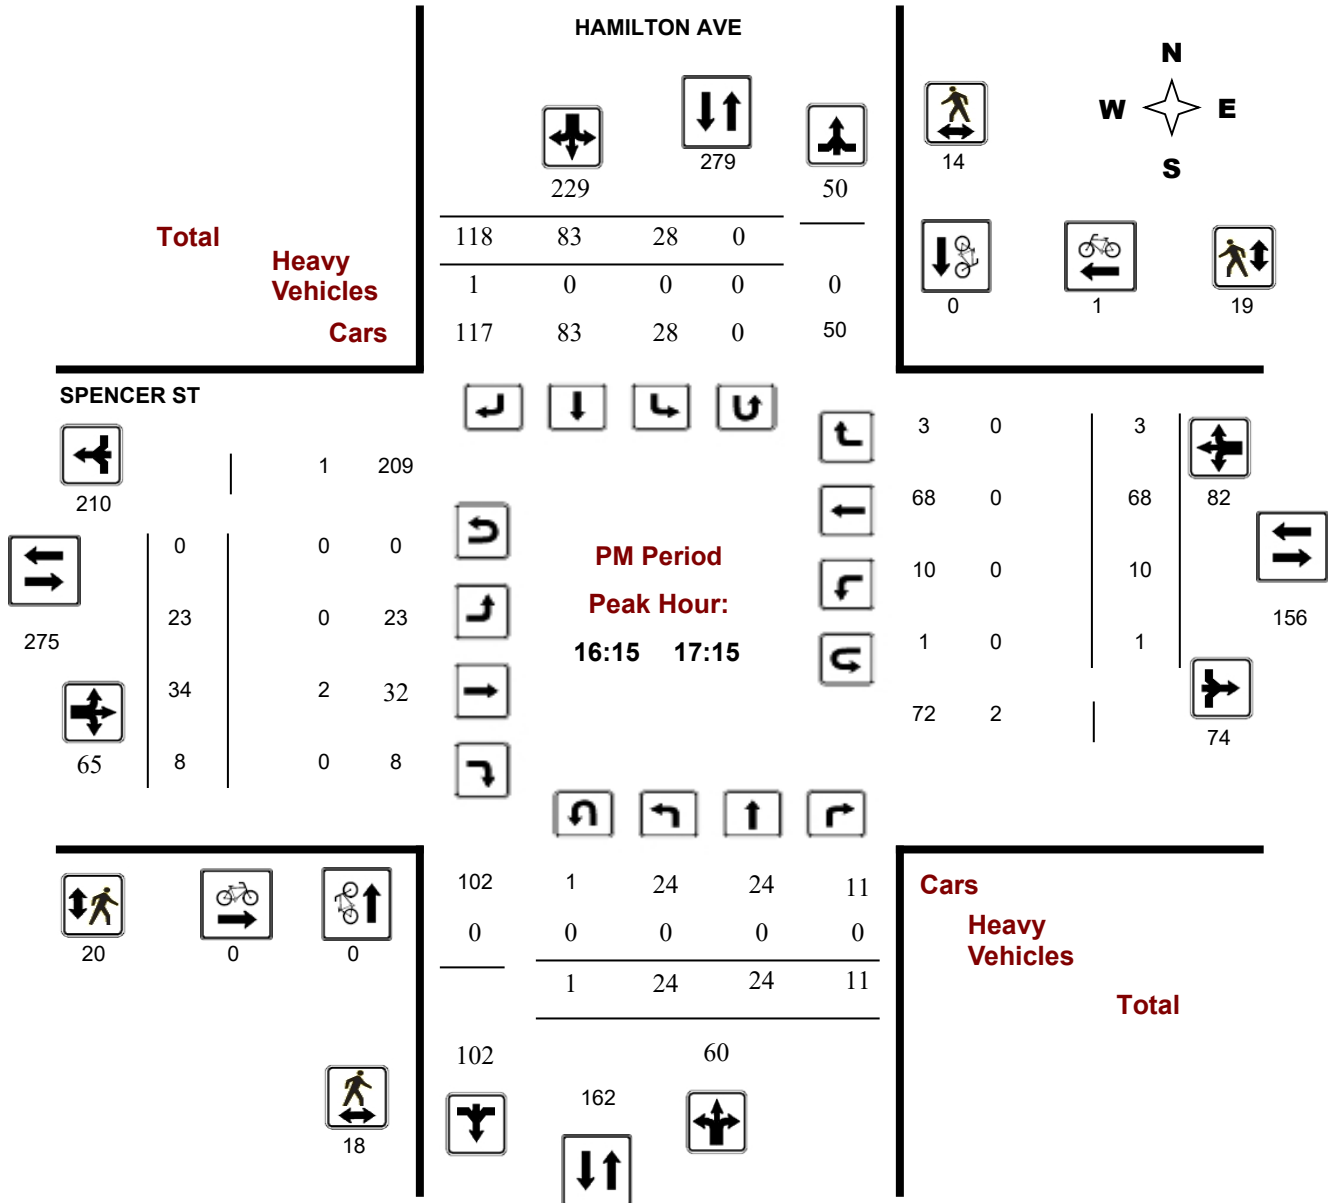 HAMILTON AVE
N
W E
S
279
14
229 50
Total 118 83 28 0
Heavy
Vehicles 1 0 0 0 0
Cars 117 83 28 0 50
0 1 19
SPENCER ST
3 0 3
1 209
210
68 0 68 82
0 0 0
PM Period
10 0 10
Peak Hour:
23 0 23
156
275
16:15 17:15
1 0 1
34 2 32
72 2
74
65 8 0 8
102 1 24 24 11 Cars
0 0 0 0 0 Heavy
Vehicles
20 0 0
1 24 24 11
Total
102 60
162
18